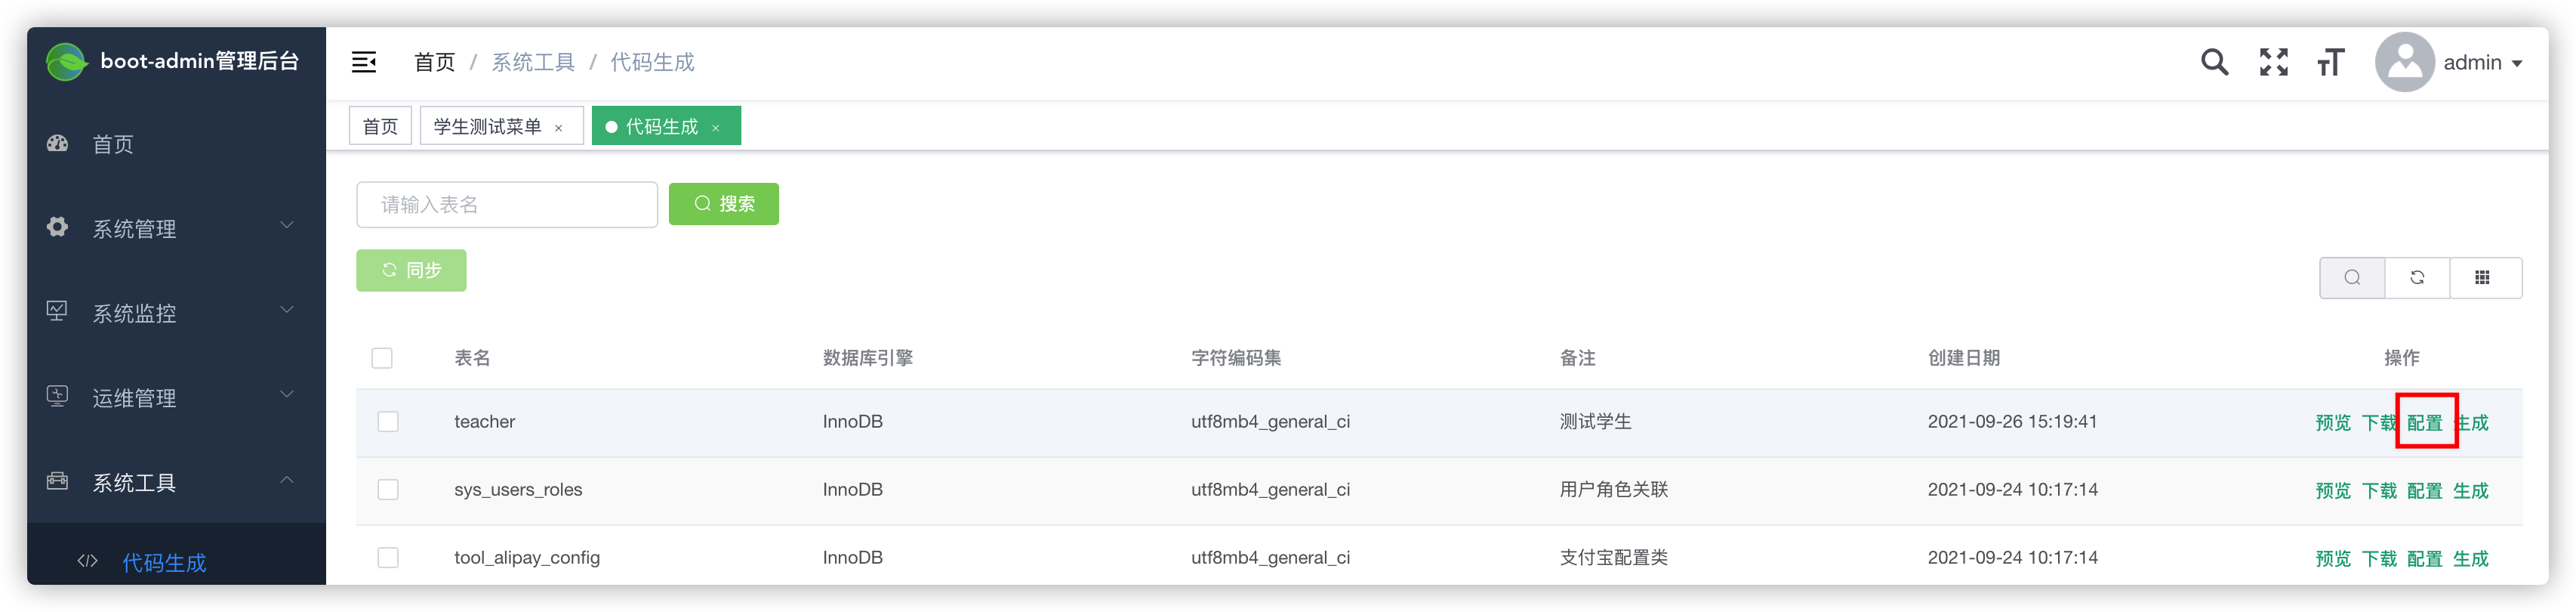 boot-admin管理后台
首页 / 系统工具 / 代码生成
admin
首页
系统管理
系统监控
运维管理
系统工具
代码生成
首页 学生测试菜单 × 代码生成 ×
请输入表名 搜索
同步
表名 数据库引擎 字符编码集 备注 创建日期 操作
teacher InnoDB utf8mb4_general_ci 测试学生 2021-09-26 15:19:41 预览 下载 配置 生成
sys_users_roles InnoDB utf8mb4_general_ci 用户角色关联 2021-09-24 10:17:14 预览 下载 配置 生成
tool_alipay_config InnoDB utf8mb4_general_ci 支付宝配置类 2021-09-24 10:17:14 预览 下载 配置 生成